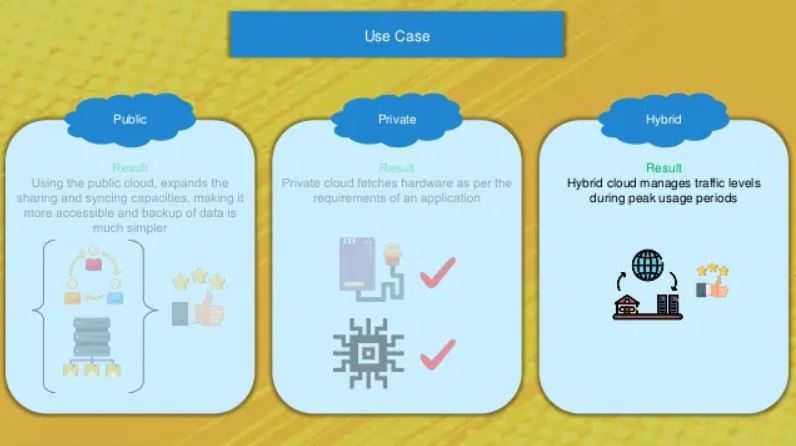 Use Case
Public
Result
Using the public cloud, expands the
sharing and syncing capacities, making it
more accessible and backup of data is
much simpler
Private
Result
Private cloud fetches hardware as per the
requirements of an application
Hybrid
Result
Hybrid cloud manages traffic levels
during peak usage periods